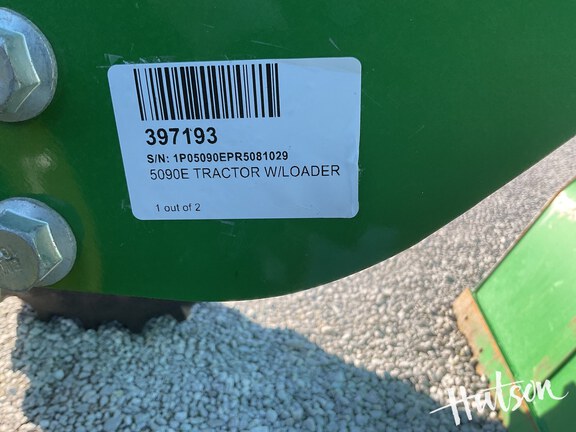 397193
S/N: 1P05090EPR5081029
5090E TRACTOR W/LOADER
1 out of 2
Hutson